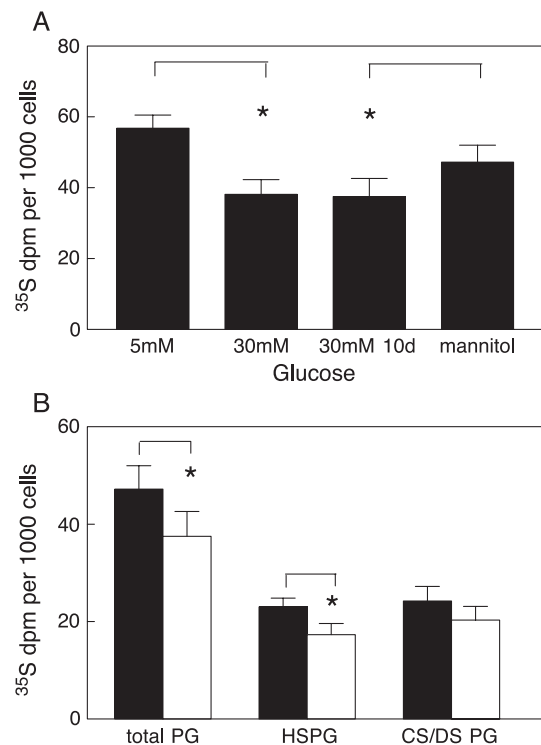 A
80
60
40
20
0
³⁵S dpm per 1000 cells
* *
5mM 30mM 30mM 10d mannitol
Glucose
B
60
40
20
0
³⁵S dpm per 1000 cells
*
*
total PG HSPG CS/DS PG